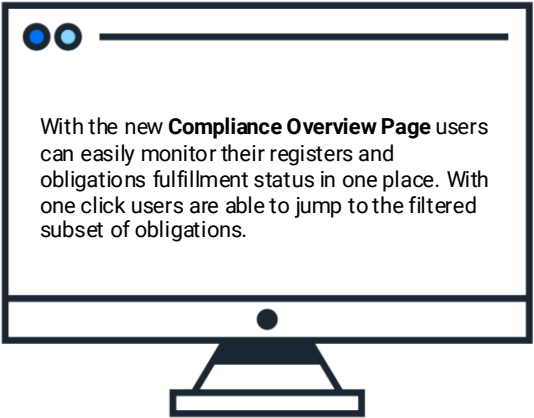 With the new Compliance Overview Page users
can easily monitor their registers and
obligations fulfillment status in one place. With
one click users are able to jump to the filtered
subset of obligations.